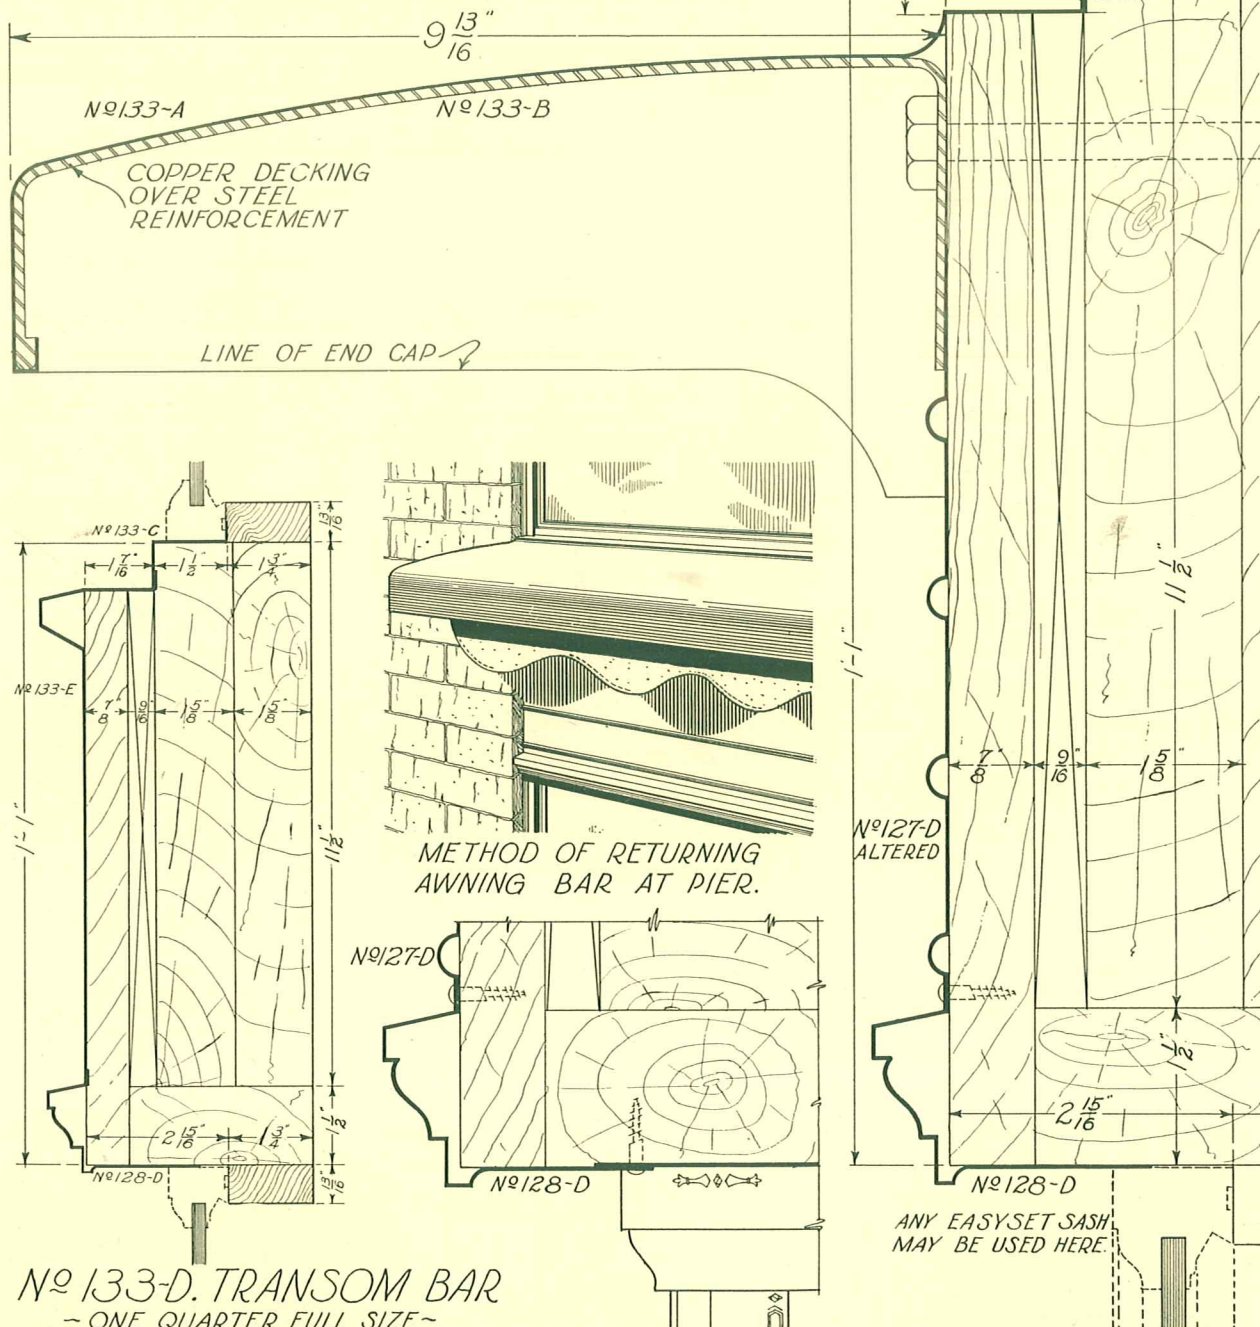 9 13/16"
Nº 133-A
Nº 133-B
COPPER DECKING
OVER STEEL
REINFORCEMENT
LINE OF END CAP
Nº 133-C
13/16
1 7/16"
1 1/2"
1 3/4"
Nº 133-E
7/8"
9/16"
1 5/8"
1 5/8"
1'-1"
11 1/2"
2 15/16"
1 3/4"
1 1/2"
13/16"
Nº 128-D
Nº 133-D. TRANSOM BAR
~ ONE QUARTER FULL SIZE ~
METHOD OF RETURNING
AWNING BAR AT PIER.
Nº 127-D
Nº 128-D
1'-1"
11 1/2"
7/8"
9/16"
1 5/8"
Nº 127-D
ALTERED
1 1/2"
2 15/16"
Nº 128-D
ANY EASYSET SASH
MAY BE USED HERE.